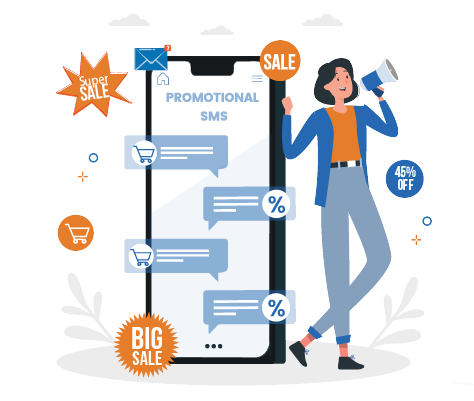 SALE
Super
SALE
PROMOTIONAL
SMS
%
45%
OFF
%
BIG
SALE